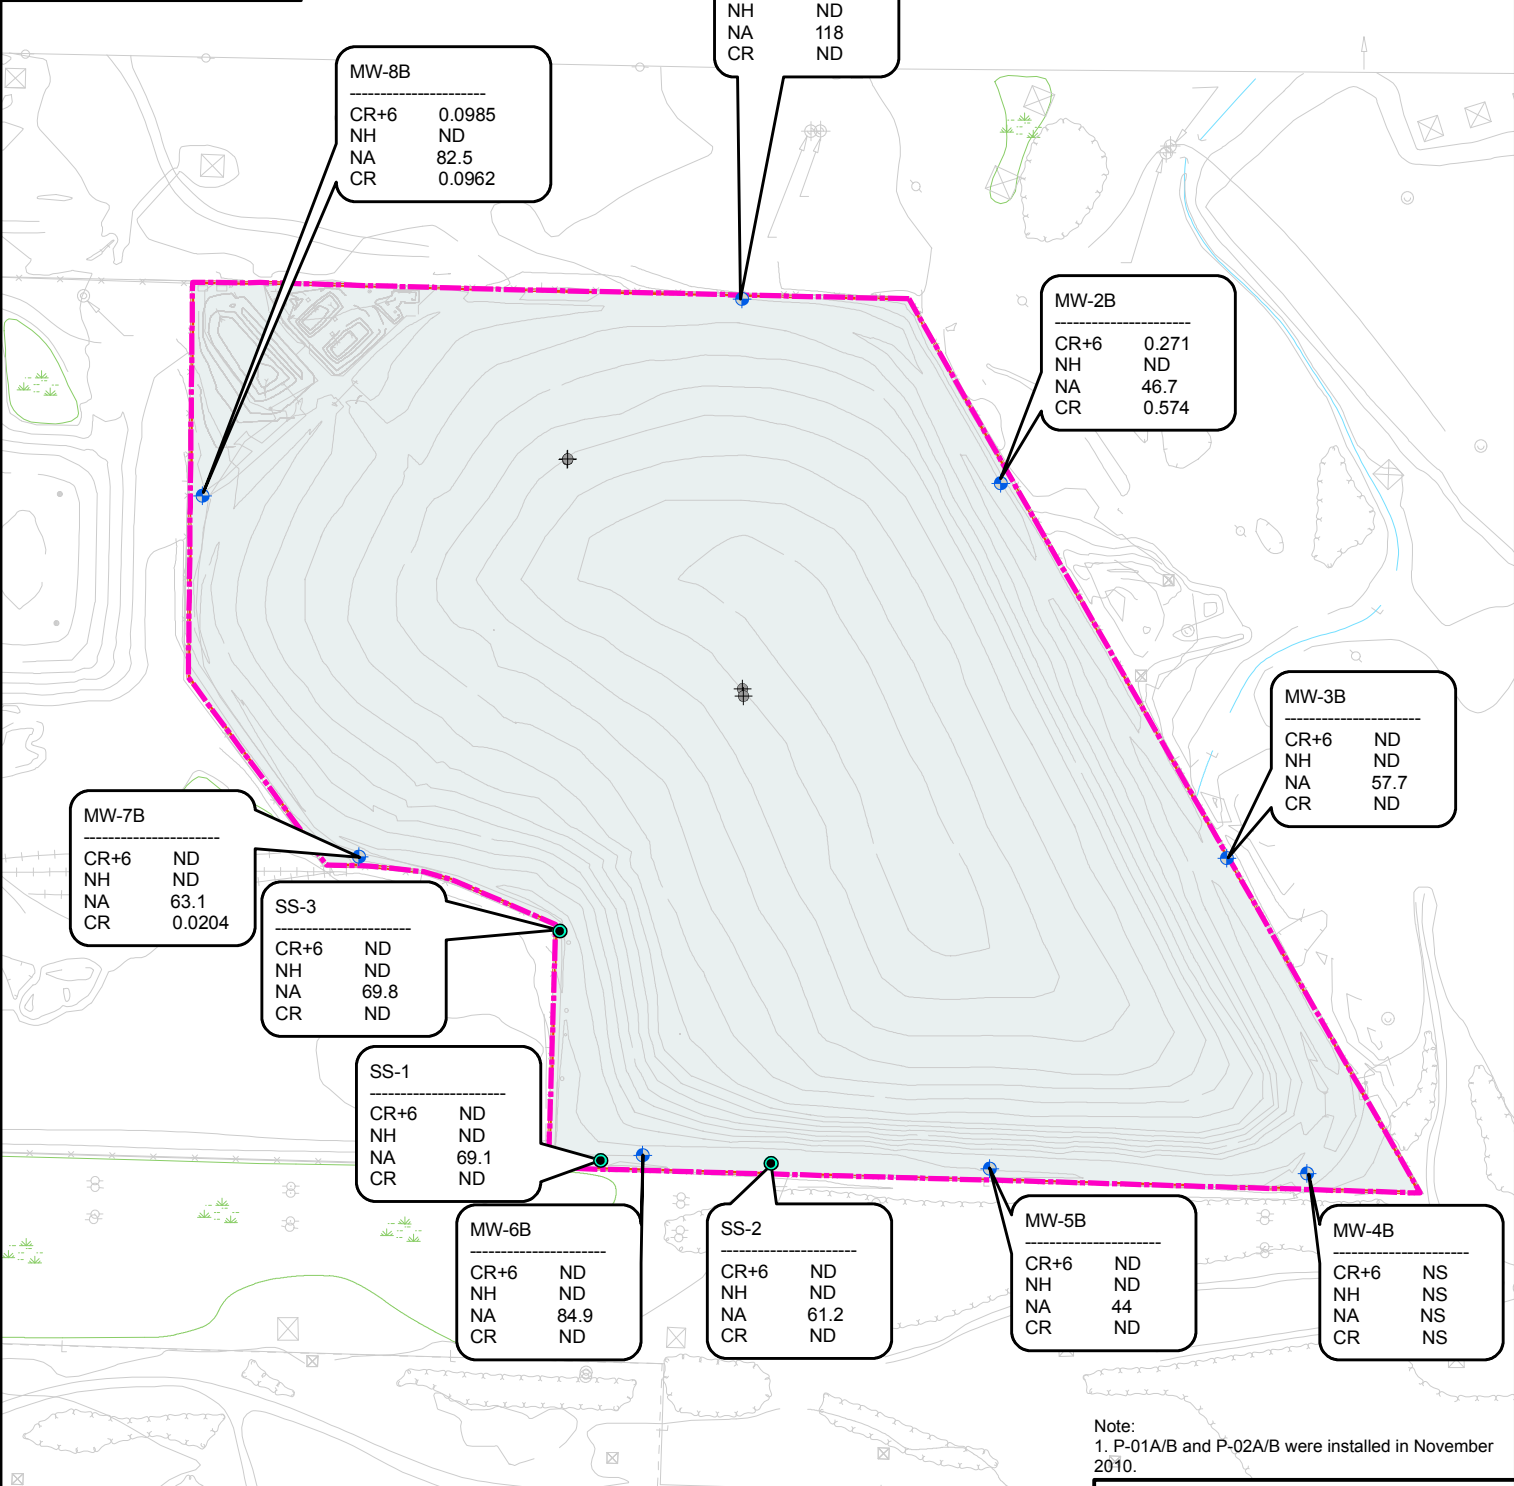 NH ND
NA 118
CR ND
MW-8B
----------------------
CR+6 0.0985
NH ND
NA 82.5
CR 0.0962
MW-2B
----------------------
CR+6 0.271
NH ND
NA 46.7
CR 0.574
MW-3B
----------------------
CR+6 ND
NH ND
NA 57.7
CR ND
MW-7B
----------------------
CR+6 ND
NH ND
NA 63.1
CR 0.0204
SS-3
----------------------
CR+6 ND
NH ND
NA 69.8
CR ND
SS-1
----------------------
CR+6 ND
NH ND
NA 69.1
CR ND
MW-6B
----------------------
CR+6 ND
NH ND
NA 84.9
CR ND
SS-2
----------------------
CR+6 ND
NH ND
NA 61.2
CR ND
MW-5B
----------------------
CR+6 ND
NH ND
NA 44
CR ND
MW-4B
----------------------
CR+6 NS
NH NS
NA NS
CR NS
Note:
1. P-01A/B and P-02A/B were installed in November
2010.